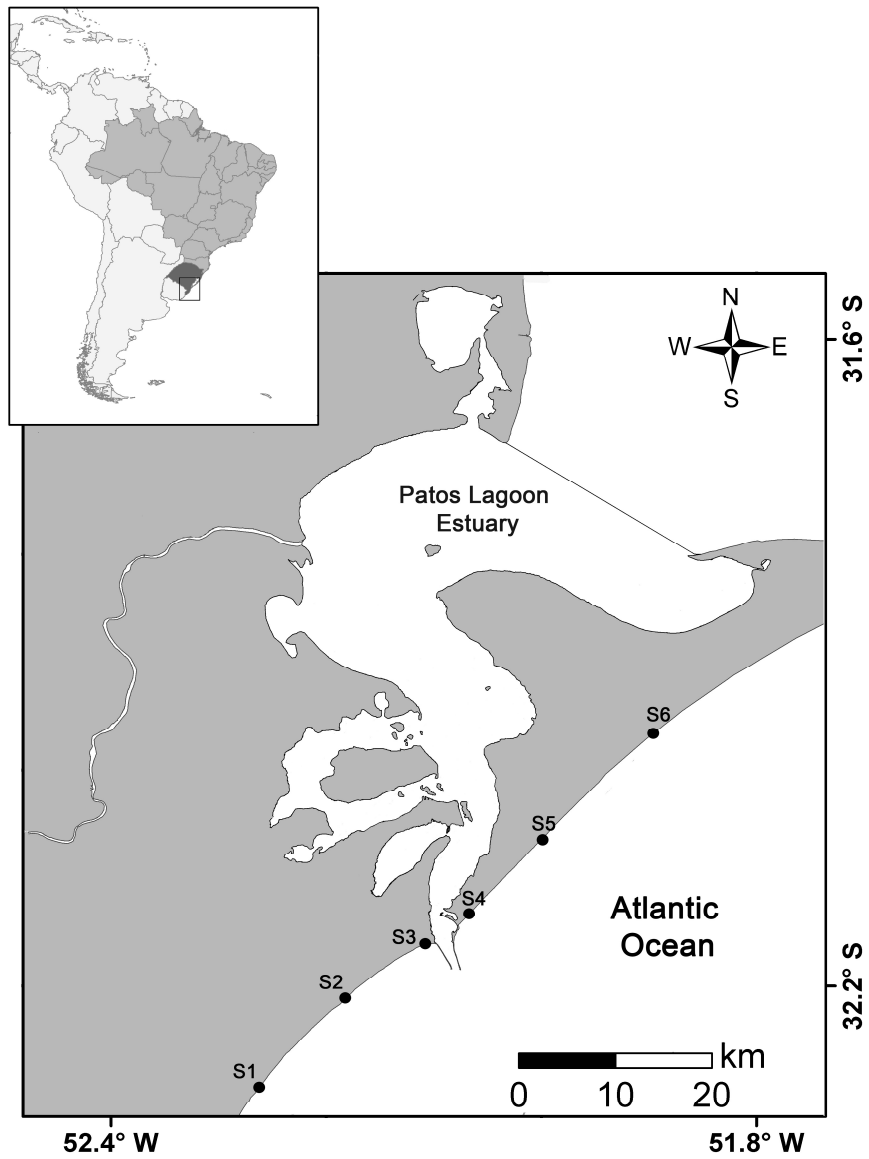 N
W E
S
31.6° S
Patos Lagoon
Estuary
S6
S5
S4
S3
S2
S1
Atlantic
Ocean
32.2° S
km
0 10 20
52.4° W
51.8° W